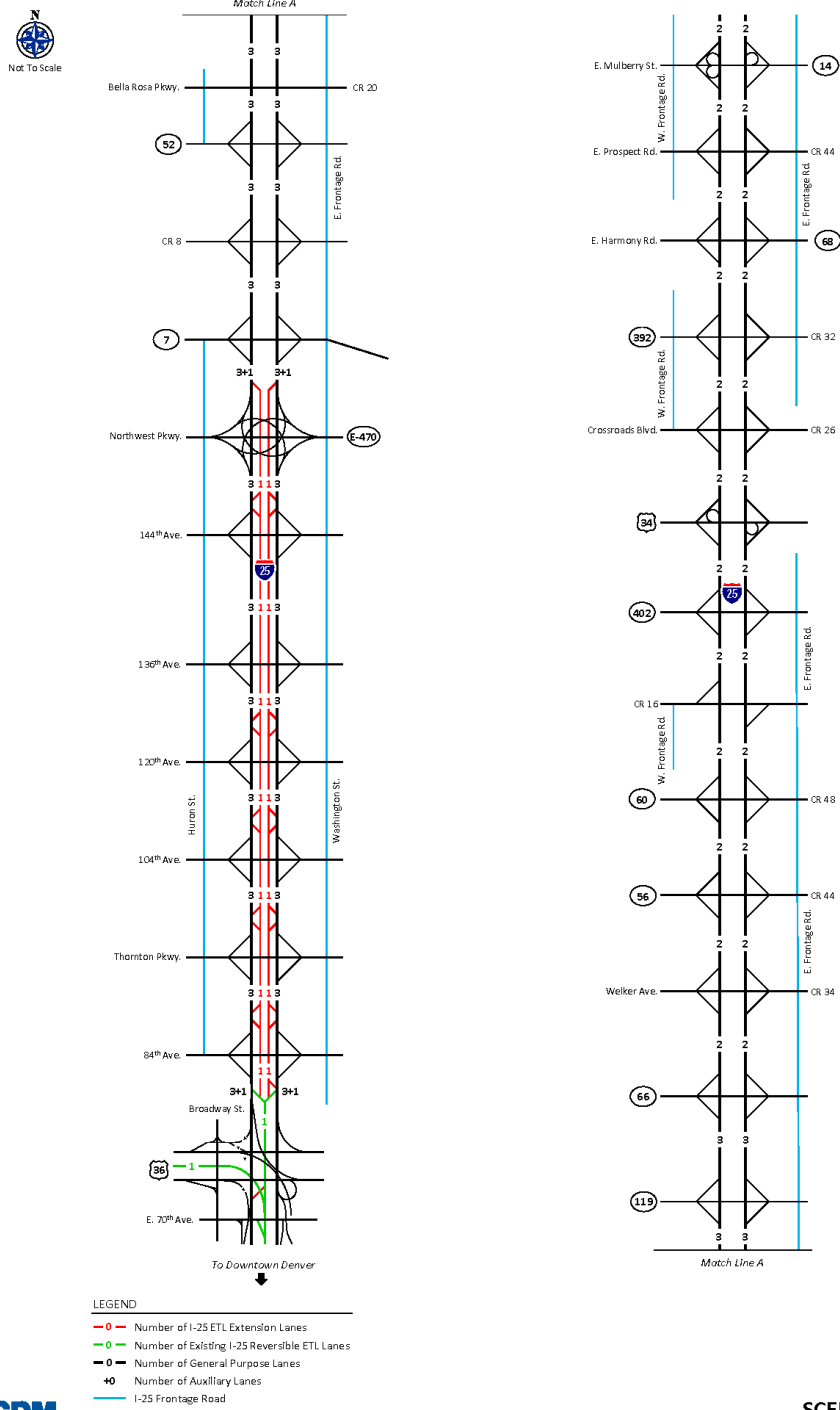 Match Line A
N
Not To Scale
3 3
Bella Rosa Pkwy. CR 20
3 3
52
3 3
E. Frontage Rd.
CR 8
3 3
7
3+1 3+1
Northwest Pkwy. E-470
3 1 1 3
144th Ave.
25
3 1 1 3
136th Ave.
3 1 1 3
120th Ave.
Huron St.
3 1 1 3
Washington St.
104th Ave.
3 1 1 3
Thornton Pkwy.
3 1 1 3
84th Ave.
1 1
3+1 3+1
Broadway St.
1
36 1
E. 70th Ave.
To Downtown Denver
2 2
E. Mulberry St. 14
W. Frontage Rd.
2 2
E. Prospect Rd. CR 44
2 2
E. Frontage Rd.
E. Harmony Rd. 68
2 2
392 CR 32
2 2
W. Frontage Rd.
Crossroads Blvd. CR 26
2 2
34
2 2
25
402
2 2
E. Frontage Rd.
CR 16
2 2
W. Frontage Rd.
60 CR 48
2 2
56 CR 44
2 2
E. Frontage Rd.
Welker Ave. CR 34
2 2
66
3 3
119
3 3
Match Line A
LEGEND
0 Number of I-25 ETL Extension Lanes
0 Number of Existing I-25 Reversible ETL Lanes
0 Number of General Purpose Lanes
+0 Number of Auxiliary Lanes
I-25 Frontage Road